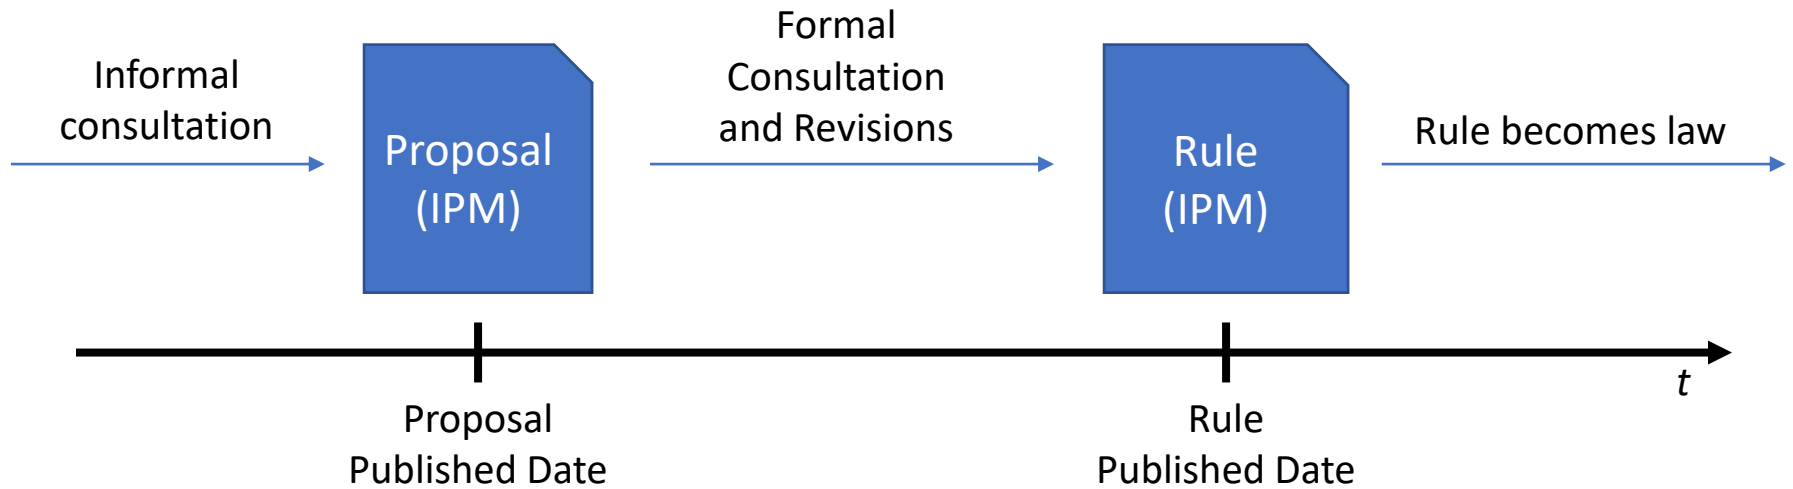 Informal
consultation
Proposal
(IPM)
Formal
Consultation
and Revisions
Rule
(IPM)
Rule becomes law
t
Proposal
Published Date
Rule
Published Date